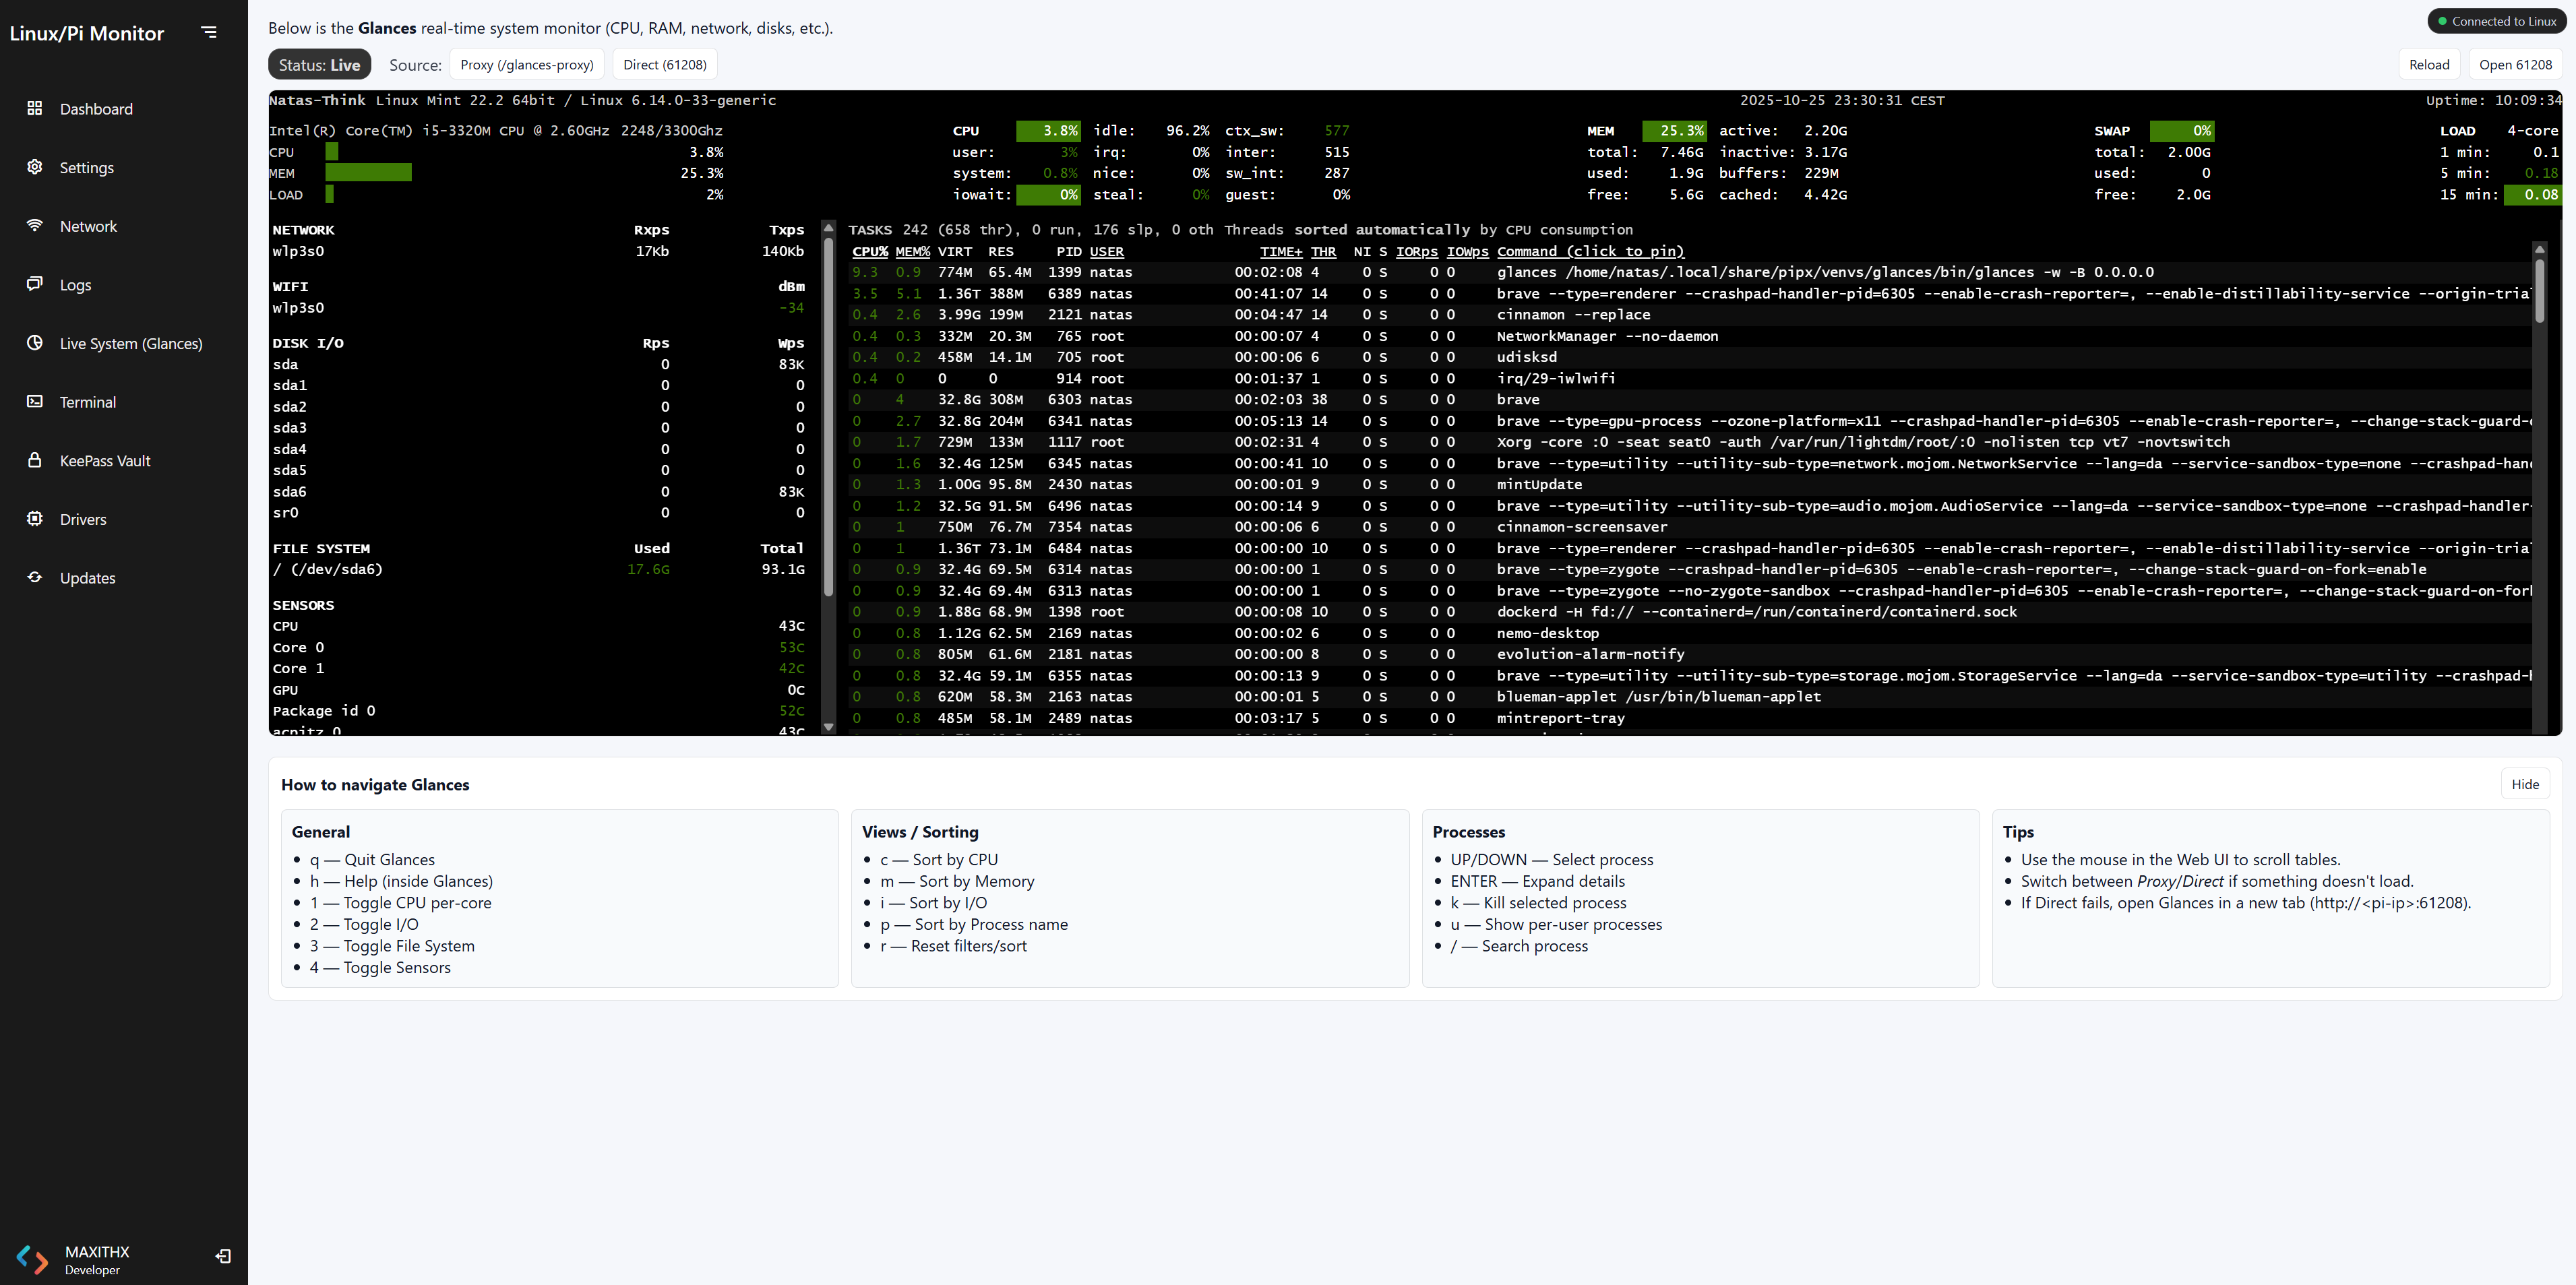 Linux/Pi Monitor
Dashboard
Settings
Network
Logs
Live System (Glances)
Terminal
KeePass Vault
Drivers
Updates
MAXITHX
Developer
Below is the Glances real-time system monitor (CPU, RAM, network, disks, etc.).
Connected to Linux
Status: Live Source: Proxy (/glances-proxy) Direct (61208) Reload Open 61208
Natas-Think Linux Mint 22.2 64bit / Linux 6.14.0-33-generic 2025-10-25 23:30:31 CEST Uptime: 10:09:34
Intel(R) Core(TM) i5-3320M CPU @ 2.60GHz 2248/3300Ghz CPU 3.8% idle: 96.2% ctx_sw: 577 MEM 25.3% active: 2.20G SWAP 0% LOAD 4-core
CPU 3.8% user: 3% irq: 0% inter: 515 total: 7.46G inactive: 3.17G total: 2.00G 1 min: 0.1
MEM 25.3% system: 0.8% nice: 0% sw_int: 287 used: 1.9G buffers: 229M used: 0 5 min: 0.18
LOAD 2% iowait: 0% steal: 0% guest: 0% free: 5.6G cached: 4.42G free: 2.0G 15 min: 0.08
NETWORK Rxps Txps
wlp3s0 17Kb 140Kb
WIFI dBm
wlp3s0 -34
DISK I/O Rps Wps
sda 0 83K
sda1 0 0
sda2 0 0
sda3 0 0
sda4 0 0
sda5 0 0
sda6 0 83K
sr0 0 0
FILE SYSTEM Used Total
/ (/dev/sda6) 17.6G 93.1G
SENSORS
CPU 43C
Core 0 53C
Core 1 42C
GPU 0C
Package id 0 52C
acpitz 0 43C
TASKS 242 (658 thr), 0 run, 176 slp, 0 oth Threads sorted automatically by CPU consumption
CPU% MEM% VIRT RES PID USER TIME+ THR NI S IORps IOWps Command (click to pin)
9.3 0.9 774M 65.4M 1399 natas 00:02:08 4 0 S 0 0 glances /home/natas/.local/share/pipx/venvs/glances/bin/glances -w -B 0.0.0.0
3.5 5.1 1.36T 388M 6389 natas 00:41:07 14 0 S 0 0 brave --type=renderer --crashpad-handler-pid=6305 --enable-crash-reporter=, --enable-distillability-service --origin-trial
0.4 2.6 3.99G 199M 2121 natas 00:04:47 14 0 S 0 0 cinnamon --replace
0.4 0.3 332M 20.3M 765 root 00:00:07 4 0 S 0 0 NetworkManager --no-daemon
0.4 0.2 458M 14.1M 705 root 00:00:06 6 0 S 0 0 udisksd
0.4 0 0 0 914 root 00:01:37 1 0 S 0 0 irq/29-iwlwifi
0 4 32.8G 308M 6303 natas 00:02:03 38 0 S 0 0 brave
0 2.7 32.8G 204M 6341 natas 00:05:13 14 0 S 0 0 brave --type=gpu-process --ozone-platform=x11 --crashpad-handler-pid=6305 --enable-crash-reporter=, --change-stack-guard-
0 1.7 729M 133M 1117 root 00:02:31 4 0 S 0 0 Xorg -core :0 -seat seat0 -auth /var/run/lightdm/root/:0 -nolisten tcp vt7 -novtswitch
0 1.6 32.4G 125M 6345 natas 00:00:41 10 0 S 0 0 brave --type=utility --utility-sub-type=network.mojom.NetworkService --lang=da --service-sandbox-type=none --crashpad-han
0 1.3 1.00G 95.8M 2430 natas 00:00:01 9 0 S 0 0 mintUpdate
0 1.2 32.5G 91.5M 6496 natas 00:00:14 9 0 S 0 0 brave --type=utility --utility-sub-type=audio.mojom.AudioService --lang=da --service-sandbox-type=none --crashpad-handler-
0 1 750M 76.7M 7354 natas 00:00:06 6 0 S 0 0 cinnamon-screensaver
0 1 1.36T 73.1M 6484 natas 00:00:00 10 0 S 0 0 brave --type=renderer --crashpad-handler-pid=6305 --enable-crash-reporter=, --enable-distillability-service --origin-trial
0 0.9 32.4G 69.5M 6314 natas 00:00:00 1 0 S 0 0 brave --type=zygote --crashpad-handler-pid=6305 --enable-crash-reporter=, --change-stack-guard-on-fork=enable
0 0.9 32.4G 69.4M 6313 natas 00:00:00 1 0 S 0 0 brave --type=zygote --no-zygote-sandbox --crashpad-handler-pid=6305 --enable-crash-reporter=, --change-stack-guard-on-fork
0 0.9 1.88G 68.9M 1398 root 00:00:08 10 0 S 0 0 dockerd -H fd:// --containerd=/run/containerd/containerd.sock
0 0.8 1.12G 62.5M 2169 natas 00:00:02 6 0 S 0 0 nemo-desktop
0 0.8 805M 61.6M 2181 natas 00:00:00 8 0 S 0 0 evolution-alarm-notify
0 0.8 32.4G 59.1M 6355 natas 00:00:13 9 0 S 0 0 brave --type=utility --utility-sub-type=storage.mojom.StorageService --lang=da --service-sandbox-type=utility --crashpad-h
0 0.8 620M 58.3M 2163 natas 00:00:01 5 0 S 0 0 blueman-applet /usr/bin/blueman-applet
0 0.8 485M 58.1M 2489 natas 00:03:17 5 0 S 0 0 mintreport-tray
How to navigate Glances Hide
General
q — Quit Glances
h — Help (inside Glances)
1 — Toggle CPU per-core
2 — Toggle I/O
3 — Toggle File System
4 — Toggle Sensors
Views / Sorting
c — Sort by CPU
m — Sort by Memory
i — Sort by I/O
p — Sort by Process name
r — Reset filters/sort
Processes
UP/DOWN — Select process
ENTER — Expand details
k — Kill selected process
u — Show per-user processes
/ — Search process
Tips
Use the mouse in the Web UI to scroll tables.
Switch between Proxy/Direct if something doesn't load.
If Direct fails, open Glances in a new tab (http://<pi-ip>:61208).